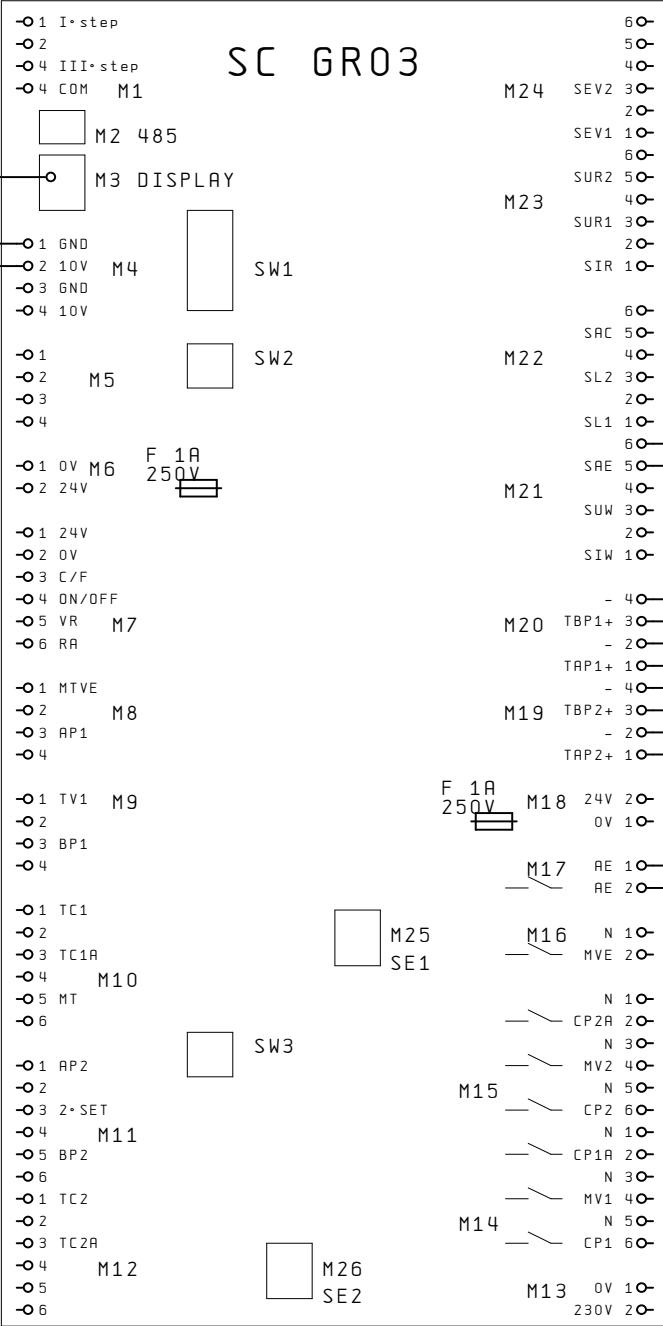 SC GR03
1 I·step
2
4 III·step
4 COM M1
M2 485
M3 DISPLAY
1 GND
2 10V M4
3 GND
4 10V
SW1
SW2
1
2 M5
3
4
1 0V M6
2 24V
F 1A
250V
1 24V
2 0V
3 C/F
4 ON/OFF
5 VR M7
6 RA
1 MTVE
2 M8
3 AP1
4
1 TV1 M9
2
3 BP1
4
1 TC1
2
3 TC1A
4 M10
5 MT
6
1 AP2
2
3 2·SET
4 M11
5 BP2
6
1 TC2
2
3 TC2A
4 M12
5
6
SW3
M25
SE1
M26
SE2
6
5
4
M24 SEV2 3
2
SEV1 1
6
SUR2 5
M23 4
SUR1 3
2
SIR 1
6
SAC 5
M22 4
SL2 3
2
SL1 1
6
SAE 5
M21 4
SUW 3
2
SIW 1
- 4
M20 TBP1+ 3
- 2
TAP1+ 1
- 4
M19 TBP2+ 3
- 2
TAP2+ 1
F 1A
250V
M18 24V 2
0V 1
M17 AE 1
AE 2
M16 N 1
MVE 2
N 1
CP2A 2
N 3
MV2 4
M15 N 5
CP2 6
N 1
CP1A 2
N 3
MV1 4
M14 N 5
CP1 6
M13 0V 1
230V 2